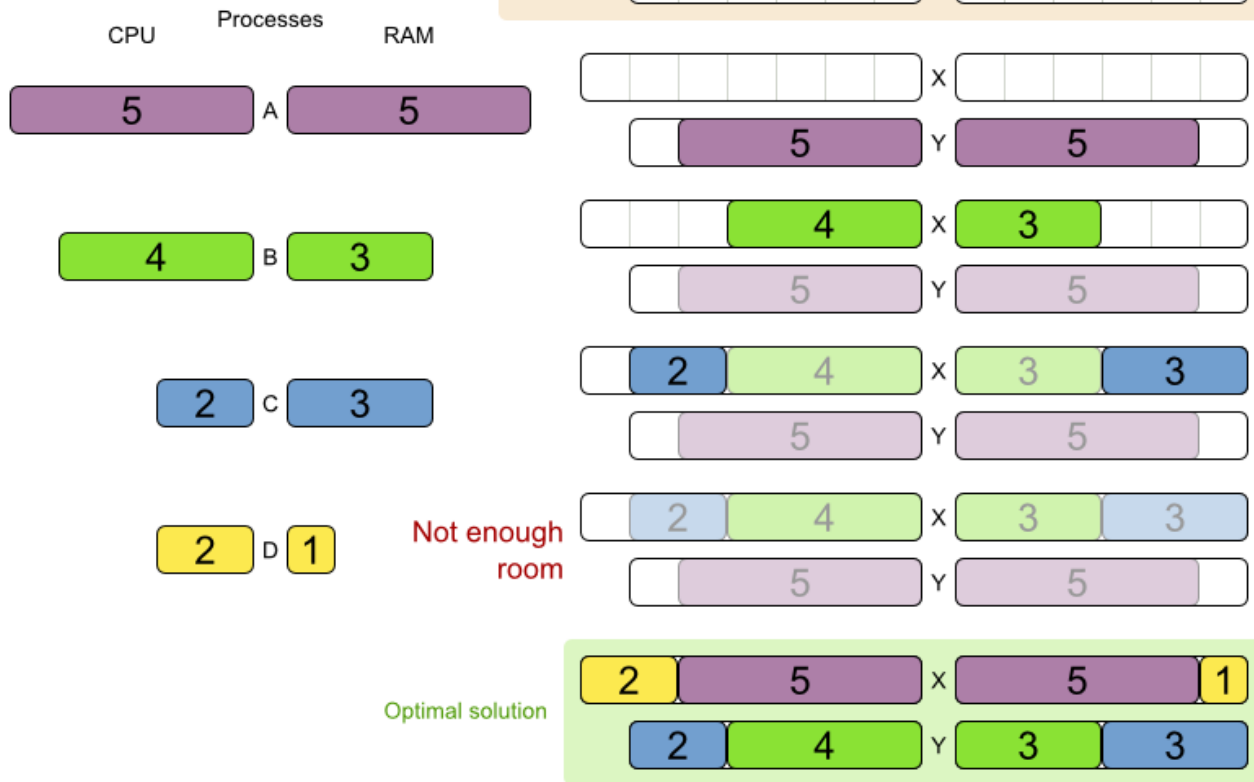 Processes
CPU RAM
X
5 A 5
5 Y 5
4 X 3
4 B 3
5 Y 5
2 4 X 3 3
2 C 3
5 Y 5
2 4 X 3 3
2 D 1
Not enough
room
5 Y 5
2 5 X 5 1
Optimal solution
2 4 Y 3 3